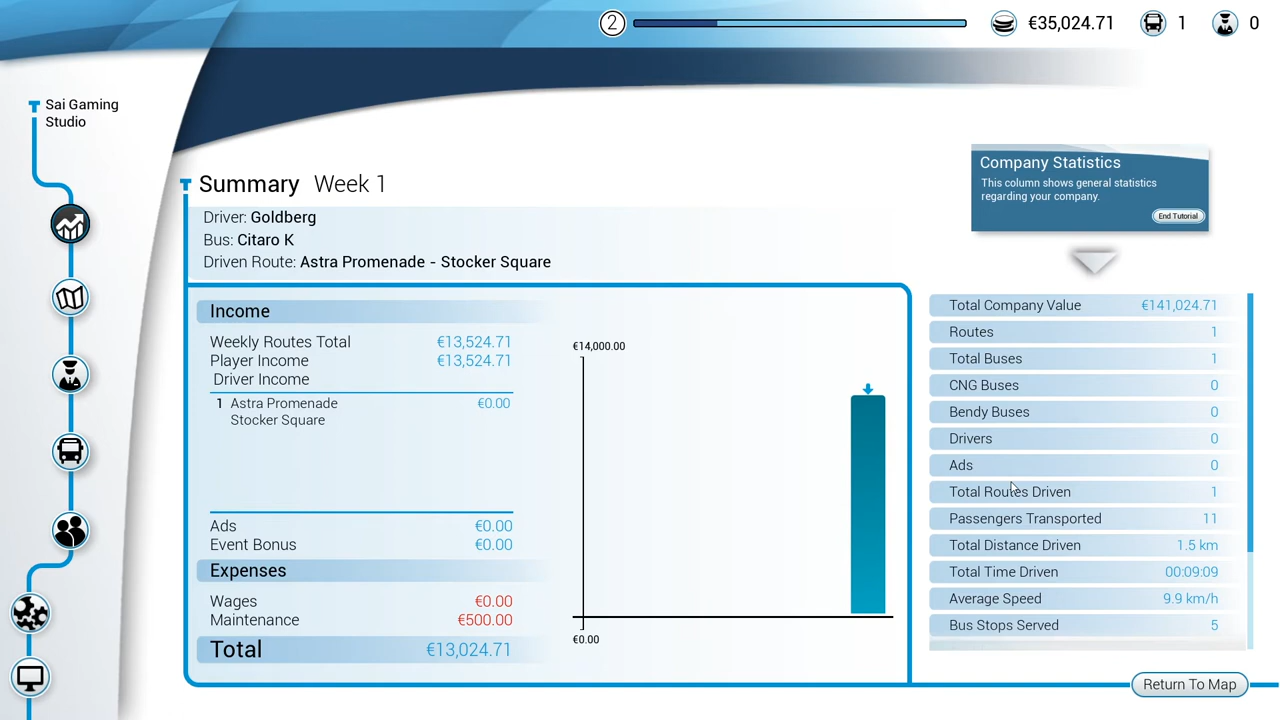 2
€35,024.71
1
0
Sai Gaming
Studio
Summary Week 1
Driver: Goldberg
Bus: Citaro K
Driven Route: Astra Promenade - Stocker Square
Income
Weekly Routes Total €13,524.71
Player Income €13,524.71
Driver Income
1 Astra Promenade €0.00
Stocker Square
Ads €0.00
Event Bonus €0.00
Expenses
Wages €0.00
Maintenance €500.00
Total €13,024.71
€14,000.00
€0.00
Company Statistics
This column shows general statistics
regarding your company.
End Tutorial
Total Company Value €141,024.71
Routes 1
Total Buses 1
CNG Buses 0
Bendy Buses 0
Drivers 0
Ads 0
Total Routes Driven 1
Passengers Transported 11
Total Distance Driven 1.5 km
Total Time Driven 00:09:09
Average Speed 9.9 km/h
Bus Stops Served 5
Return To Map